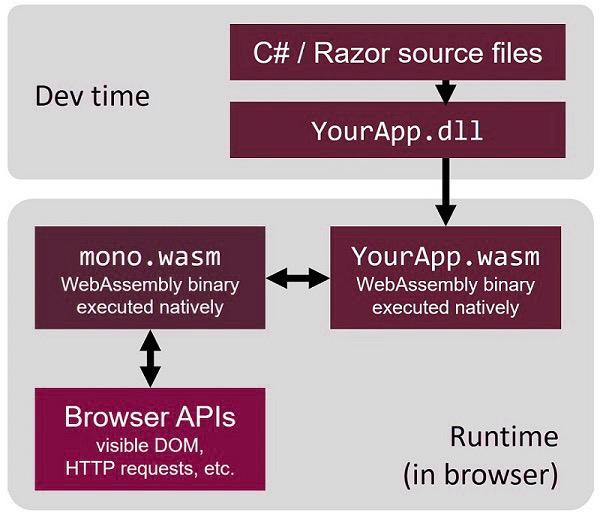 Dev time
C# / Razor source files
YourApp.dll
mono.wasm
WebAssembly binary
executed natively
YourApp.wasm
WebAssembly binary
executed natively
Browser APIs
visible DOM,
HTTP requests, etc.
Runtime
(in browser)